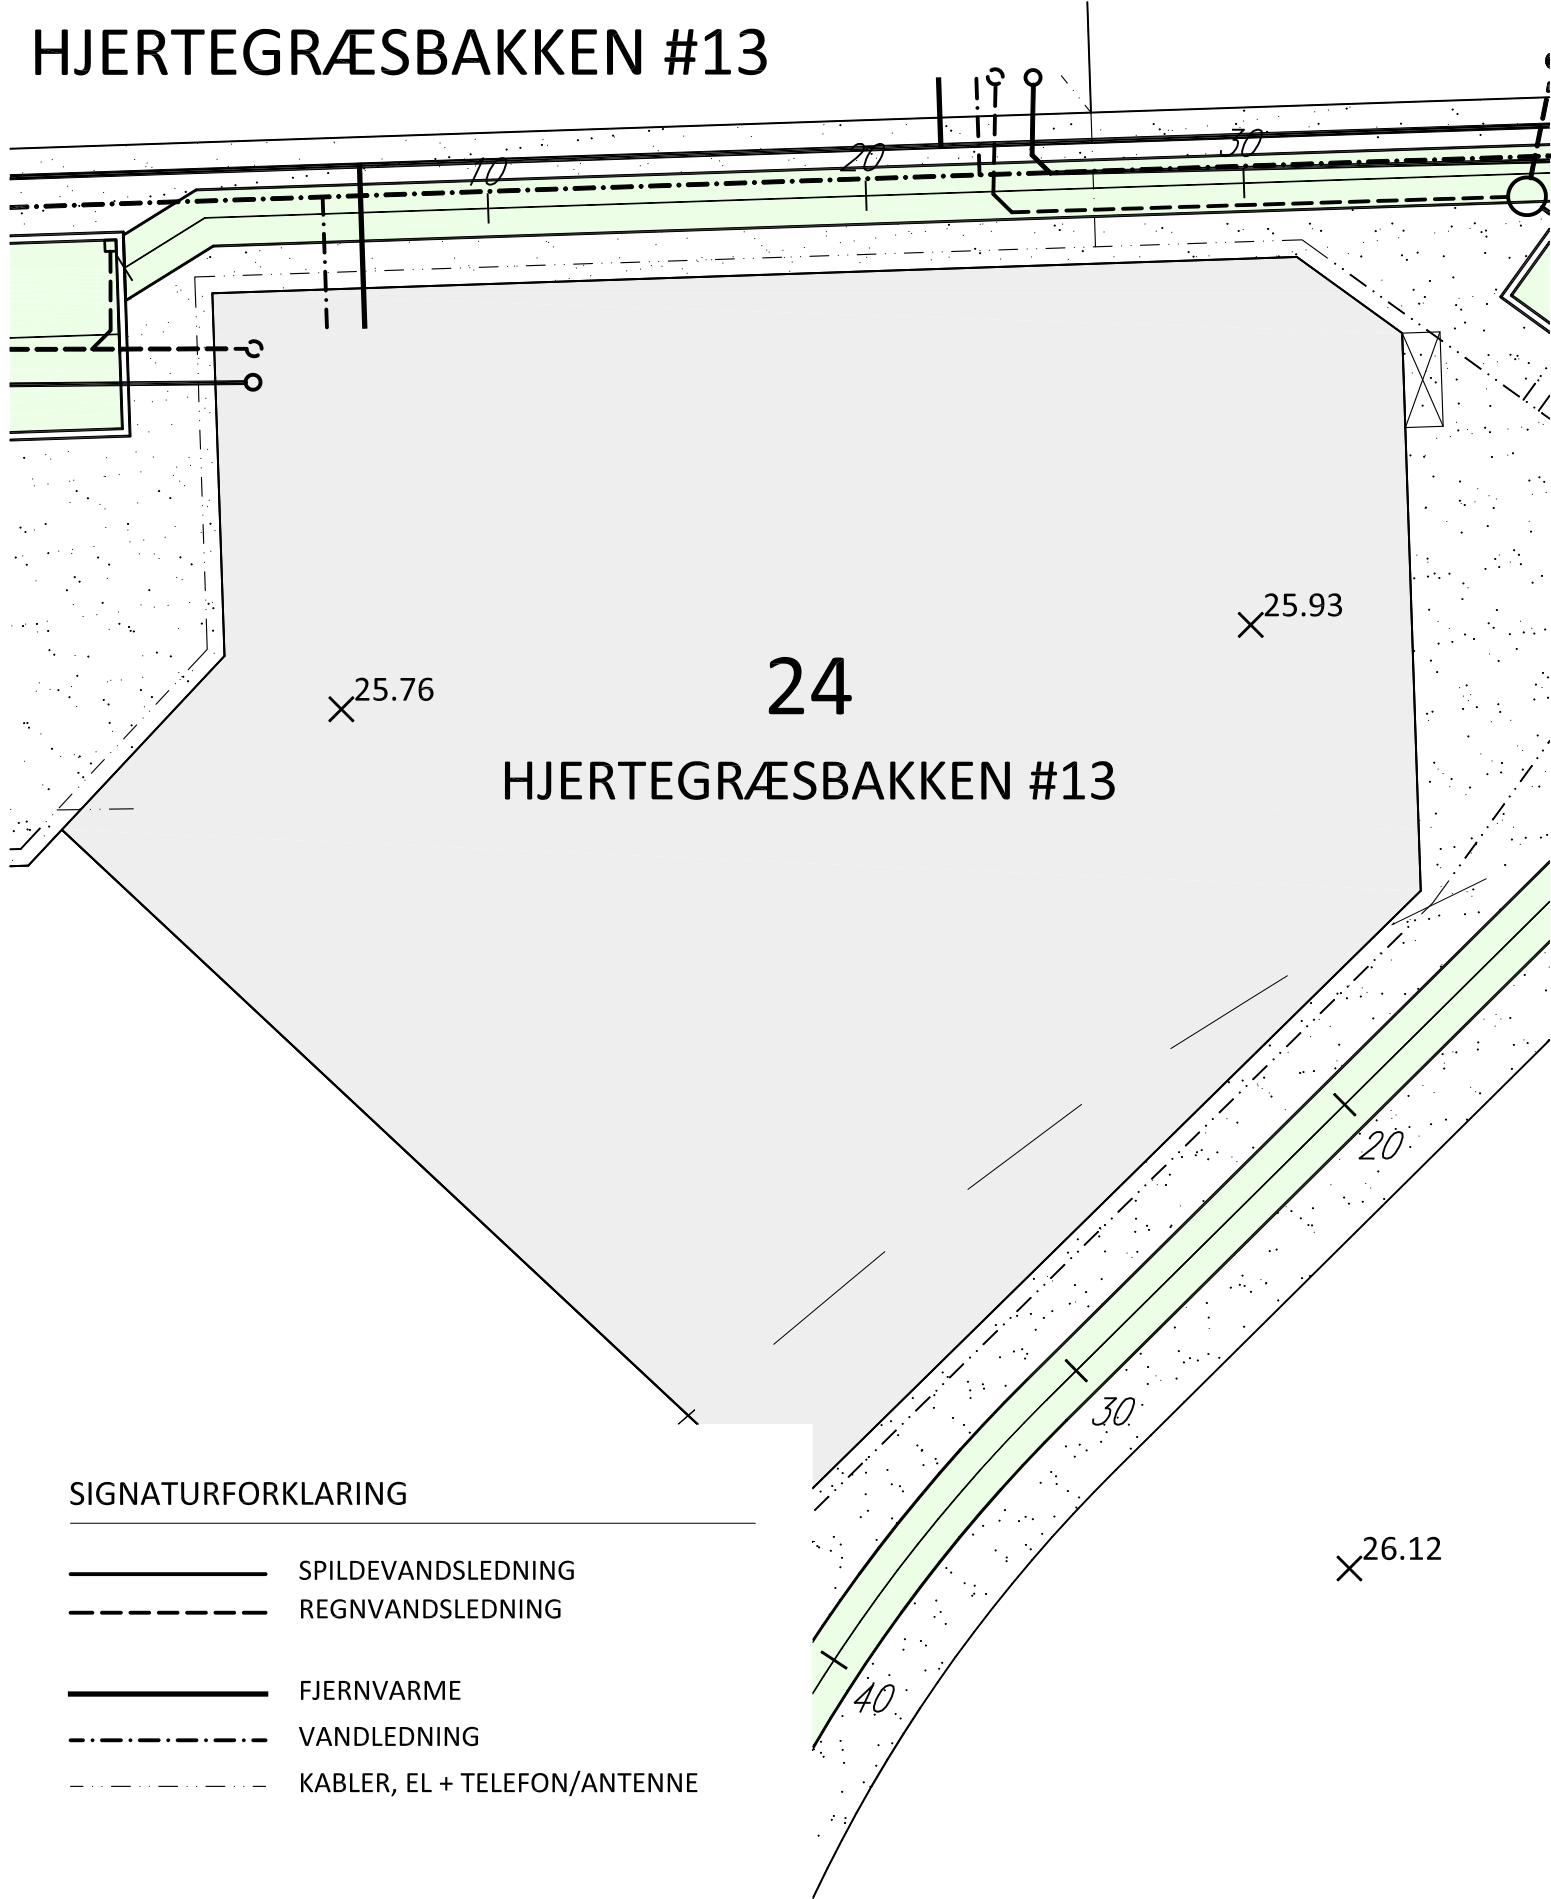 HJERTEGRÆSBAKKEN #13
10
20
30
25.93
25.76
24
HJERTEGRÆSBAKKEN #13
20
30
SIGNATURFORKLARING
SPILDEVANDSLEDNING
REGNVANDSLEDNING
26.12
FJERNVARME
40
VANDLEDNING
KABLER, EL + TELEFON/ANTENNE